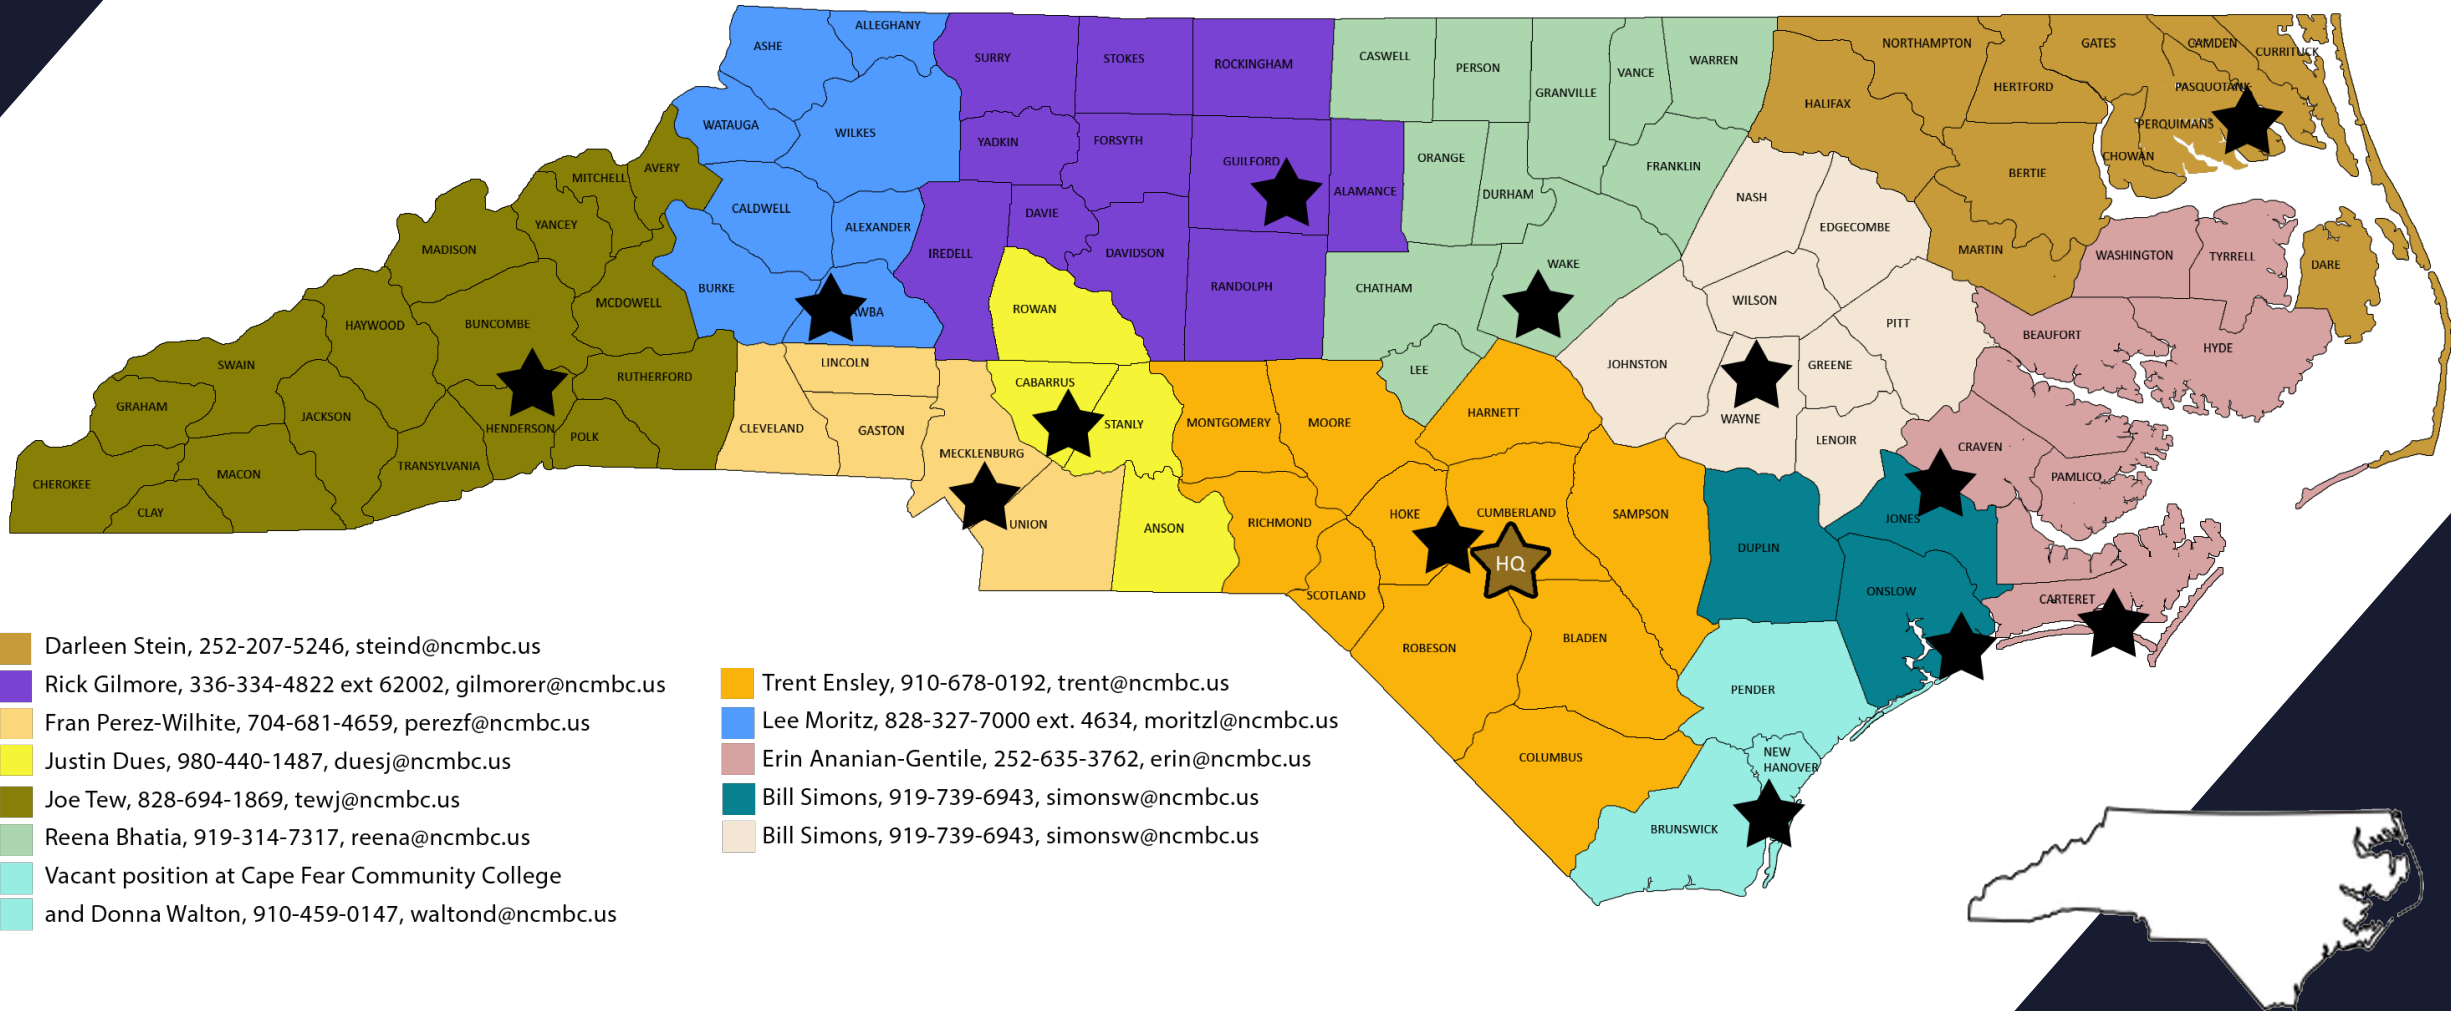 ASHE
ALLEGHANY
SURRY
STOKES
ROCKINGHAM
CASWELL
PERSON
GRANVILLE
VANCE
WARREN
NORTHAMPTON
GATES
CAMDEN
CURRITUCK
HERTFORD
PASQUOTANK
HALIFAX
PERQUIMANS
CHOWAN
BERTIE
WATAUGA
WILKES
YADKIN
FORSYTH
GUILFORD
ALAMANCE
ORANGE
DURHAM
FRANKLIN
NASH
EDGECOMBE
MARTIN
WASHINGTON
TYRRELL
DARE
AVERY
MITCHELL
YANCEY
MADISON
CALDWELL
ALEXANDER
IREDELL
DAVIE
DAVIDSON
RANDOLPH
CHATHAM
WAKE
WILSON
PITT
BEAUFORT
HYDE
BURKE
AWBA
ROWAN
MCDOWELL
BUNCOMBE
HAYWOOD
SWAIN
GRAHAM
JACKSON
RUTHERFORD
LINCOLN
CABARRUS
STANLY
MONTGOMERY
MOORE
LEE
HARNETT
JOHNSTON
WAYNE
GREENE
LENOIR
CRAVEN
PAMLICO
CHEROKEE
CLAY
MACON
TRANSYLVANIA
HENDERSON
POLK
CLEVELAND
GASTON
MECKLENBURG
UNION
ANSON
RICHMOND
HOKE
CUMBERLAND
SAMPSON
DUPLIN
JONES
ONSLOW
CARTERET
HQ
SCOTLAND
ROBESON
BLADEN
PENDER
COLUMBUS
NEW
HANOVER
BRUNSWICK
Darleen Stein, 252-207-5246, steind@ncmbc.us
Rick Gilmore, 336-334-4822 ext 62002, gilmorer@ncmbc.us
Fran Perez-Wilhite, 704-681-4659, perezf@ncmbc.us
Justin Dues, 980-440-1487, duesj@ncmbc.us
Joe Tew, 828-694-1869, tewj@ncmbc.us
Reena Bhatia, 919-314-7317, reena@ncmbc.us
Vacant position at Cape Fear Community College
and Donna Walton, 910-459-0147, waltond@ncmbc.us
Trent Ensley, 910-678-0192, trent@ncmbc.us
Lee Moritz, 828-327-7000 ext. 4634, moritzl@ncmbc.us
Erin Ananian-Gentile, 252-635-3762, erin@ncmbc.us
Bill Simons, 919-739-6943, simonsw@ncmbc.us
Bill Simons, 919-739-6943, simonsw@ncmbc.us